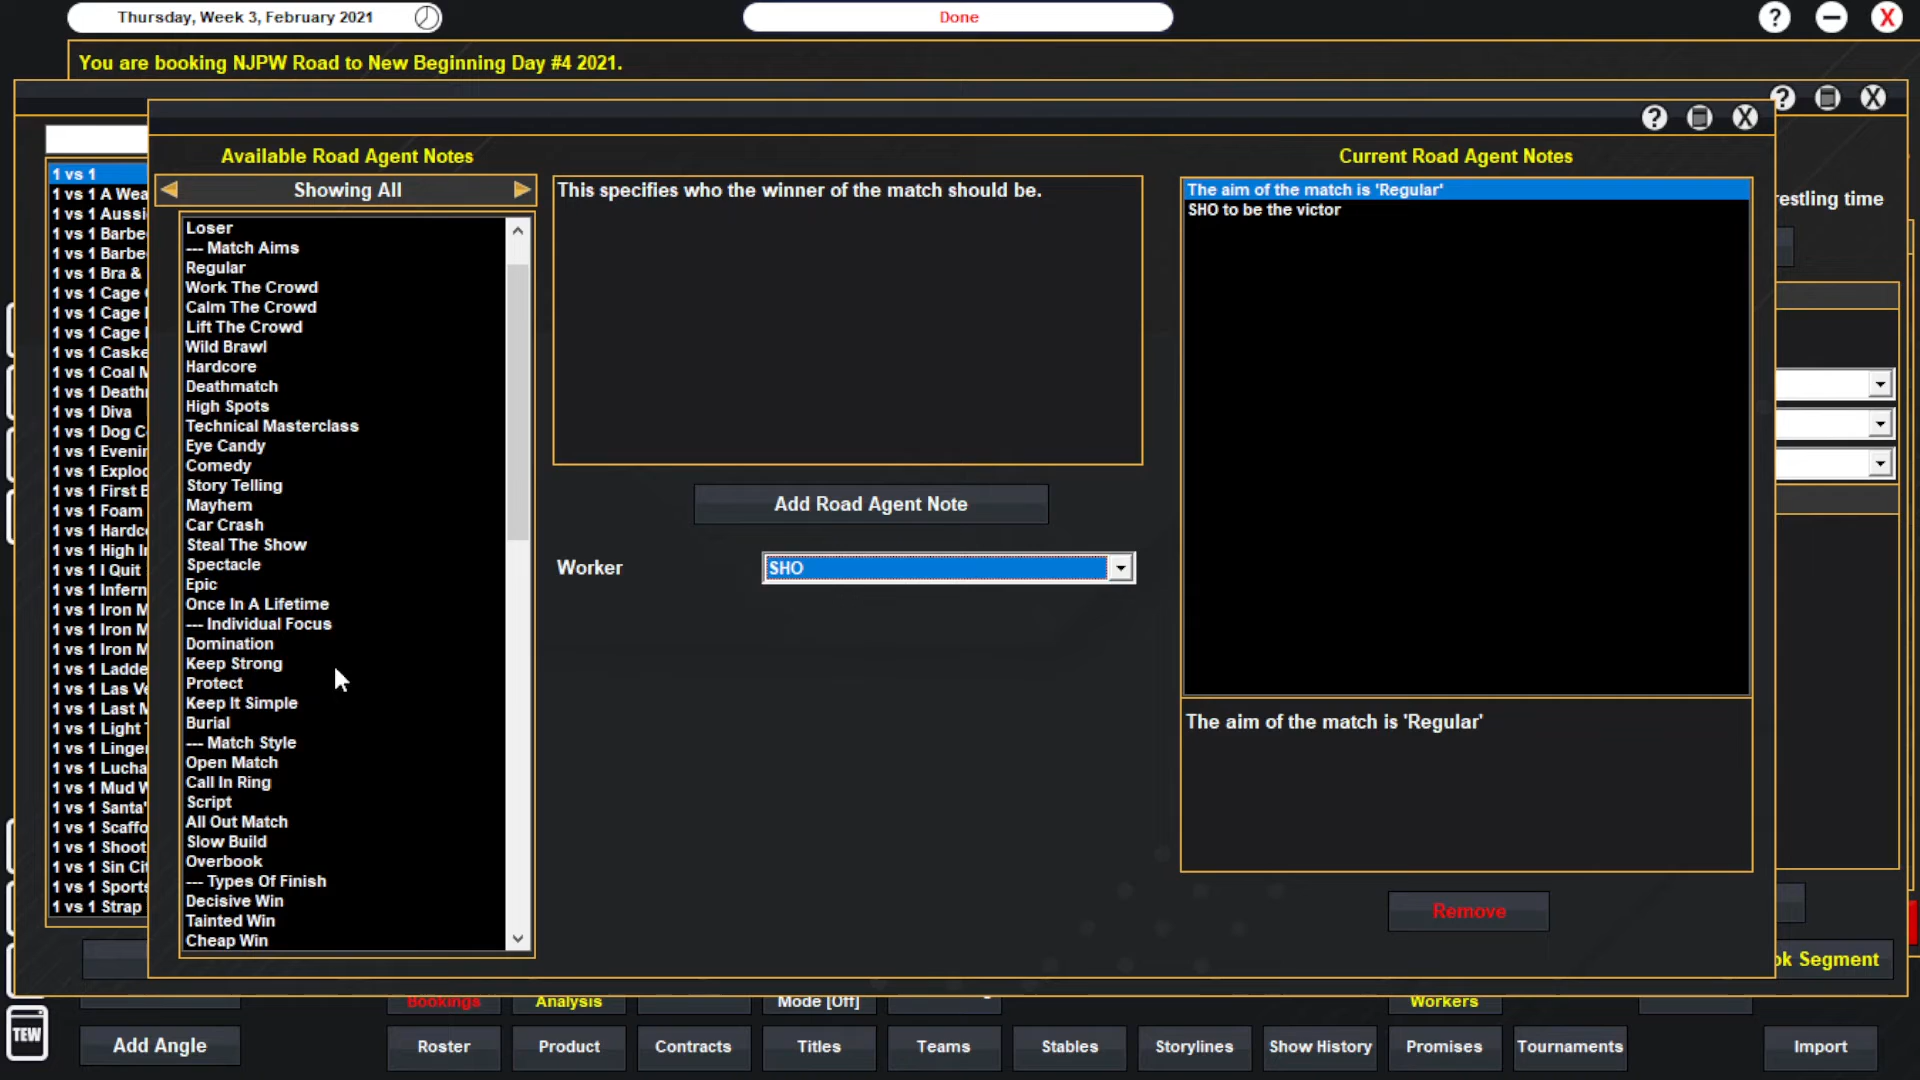 Thursday, Week 3, February 2021
Done
?
X
You are booking NJPW Road to New Beginning Day #4 2021.
?
X
?
X
Available Road Agent Notes
Current Road Agent Notes
Showing All
This specifies who the winner of the match should be.
The aim of the match is 'Regular'
SHO to be the victor
restling time
1 vs 1
1 vs 1 A Wea
1 vs 1 Aussi
1 vs 1 Barbe
1 vs 1 Barbe
1 vs 1 Bra &
1 vs 1 Cage
1 vs 1 Cage
1 vs 1 Cage
1 vs 1 Caske
1 vs 1 Coal M
1 vs 1 Death
1 vs 1 Diva
1 vs 1 Dog C
1 vs 1 Evenin
1 vs 1 Explod
1 vs 1 First B
1 vs 1 Foam
1 vs 1 Hardc
1 vs 1 High I
1 vs 1 I Quit
1 vs 1 Infern
1 vs 1 Iron M
1 vs 1 Iron M
1 vs 1 Iron M
1 vs 1 Ladde
1 vs 1 Las Ve
1 vs 1 Last M
1 vs 1 Light
1 vs 1 Linger
1 vs 1 Lucha
1 vs 1 Mud W
1 vs 1 Santa'
1 vs 1 Scaffo
1 vs 1 Shoot
1 vs 1 Sin Cit
1 vs 1 Sports
1 vs 1 Strap
Loser
--- Match Aims
Regular
Work The Crowd
Calm The Crowd
Lift The Crowd
Wild Brawl
Hardcore
Deathmatch
High Spots
Technical Masterclass
Eye Candy
Comedy
Story Telling
Mayhem
Car Crash
Steal The Show
Spectacle
Epic
Once In A Lifetime
--- Individual Focus
Domination
Keep Strong
Protect
Keep It Simple
Burial
--- Match Style
Open Match
Call In Ring
Script
All Out Match
Slow Build
Overbook
--- Types Of Finish
Decisive Win
Tainted Win
Cheap Win
Add Road Agent Note
Worker
SHO
The aim of the match is 'Regular'
Remove
ok Segment
Bookings
Analysis
Mode [Off]
Workers
TEW
Add Angle
Roster
Product
Contracts
Titles
Teams
Stables
Storylines
Show History
Promises
Tournaments
Import